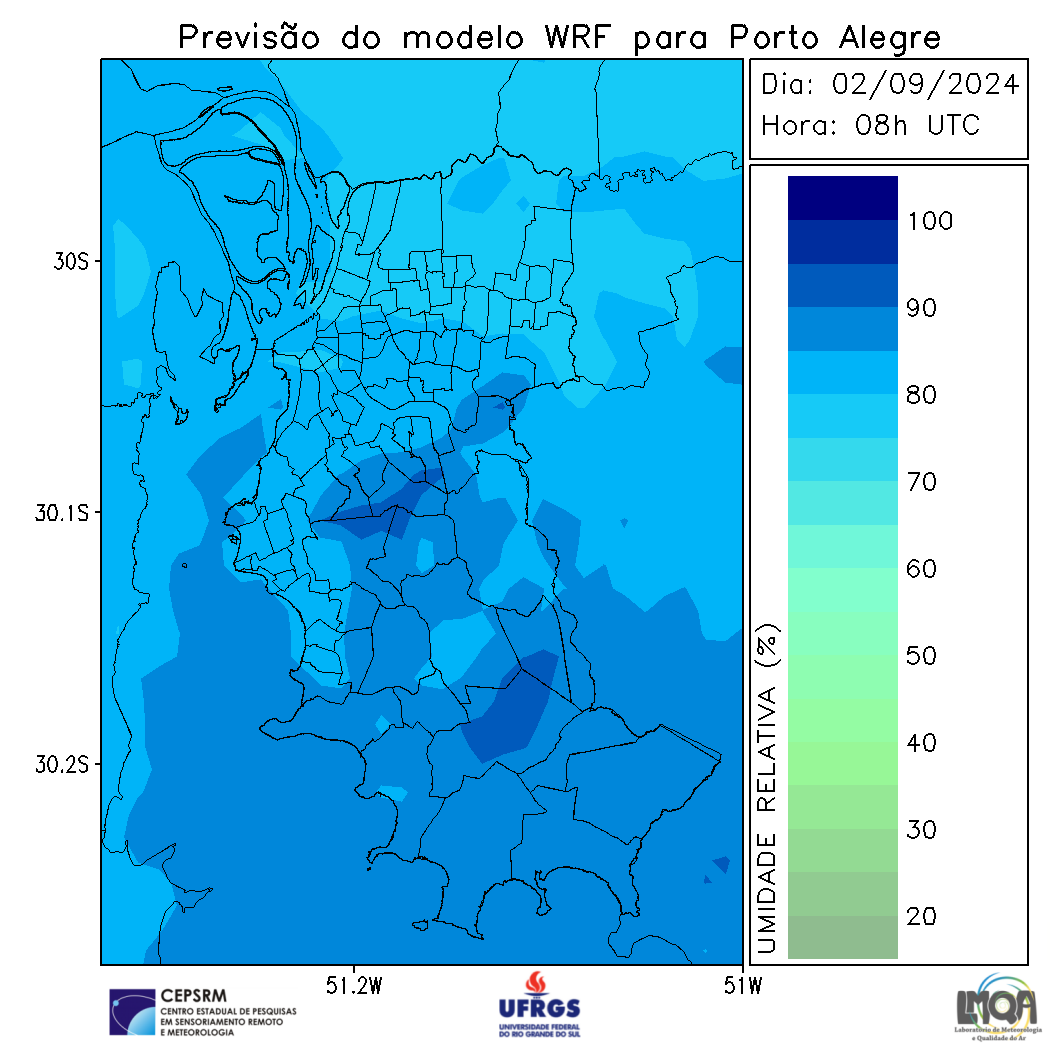 Previsão do modelo WRF para Porto Alegre
Dia: 02/09/2024
Hora: 08h UTC
30S
30.1S
30.2S
51.2W
51W
UMIDADE RELATIVA (%)
100
90
80
70
60
50
40
30
20
CEPSRM
CENTRO ESTADUAL DE PESQUISAS
EM SENSORIAMENTO REMOTO
E METEOROLOGIA
UFRGS
UNIVERSIDADE FEDERAL
DO RIO GRANDE DO SUL
LMQA
Laboratório de Meteorologia
e Qualidade do Ar